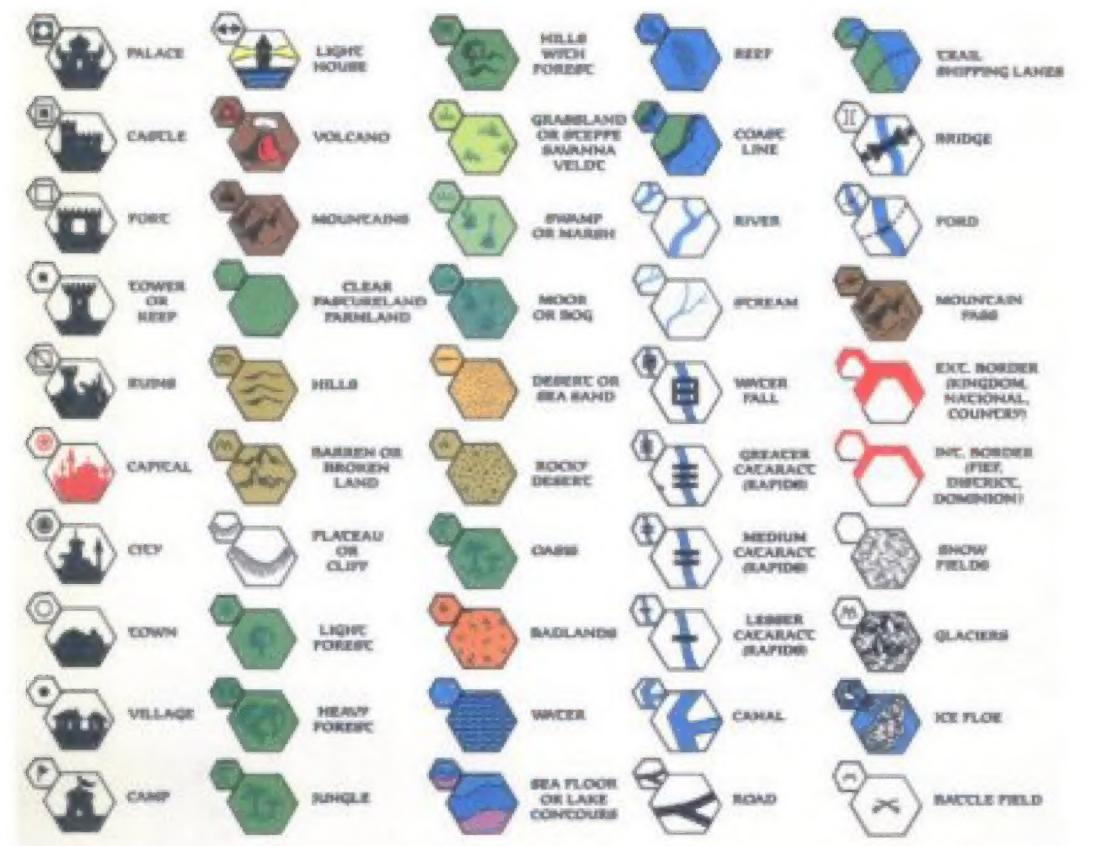 PALACE
CASTLE
FORT
TOWER
OR
KEEP
RUINS
CAPITAL
CITY
TOWN
VILLAGE
CAMP
LIGHT
HOUSE
VOLCANO
MOUNTAINS
CLEAR
PASTURELAND
FARMLAND
HILLS
BARREN OR
BROKEN
LAND
PLATEAU
OR
CLIFF
LIGHT
FOREST
HEAVY
FOREST
JUNGLE
HILLS
WITH
FOREST
GRASSLAND
OR STEPPE
SAVANNA
VELDT
SWAMP
OR MARSH
MOOR
OR BOG
DESERT OR
SEA SAND
ROCKY
DESERT
OASIS
BADLANDS
WATER
SEA FLOOR
OR LAKE
CONTOURS
REEF
COAST
LINE
RIVER
STREAM
WATER
FALL
GREATER
CATARACT
(RAPIDS)
MEDIUM
CATARACT
(RAPIDS)
LESSER
CATARACT
(RAPIDS)
CANAL
ROAD
TRAIL
SHIPPING LANES
BRIDGE
FORD
MOUNTAIN
PASS
EXT. BORDER
(KINGDOM,
NATIONAL,
COUNTRY)
INT. BORDER
(FIEF,
DISTRICT,
DOMINION)
SNOW
FIELDS
GLACIERS
ICE FLOE
BATTLE FIELD